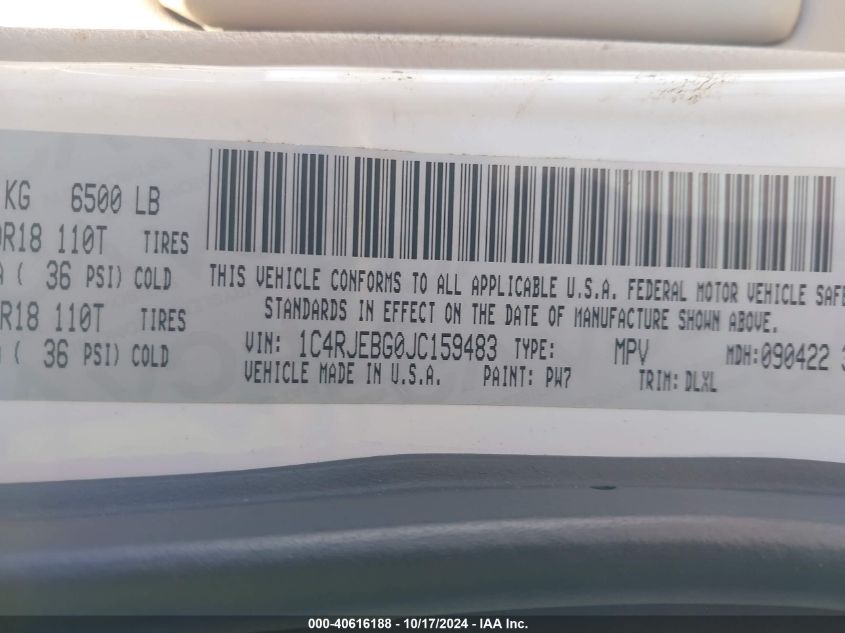 KG 6500 LB
R18 110T TIRES
( 36 PSI) COLD
R18 110T TIRES
( 36 PSI) COLD
THIS VEHICLE CONFORMS TO ALL APPLICABLE U.S.A. FEDERAL MOTOR VEHICLE SAFE
STANDARDS IN EFFECT ON THE DATE OF MANUFACTURE SHOWN ABOVE.
VIN: 1C4RJEBG0JC159483 TYPE: MPV MDH:090422 3
VEHICLE MADE IN U.S.A. PAINT: PW7 TRIM: DLXL
000-40616188 - 10/17/2024 - IAA Inc.